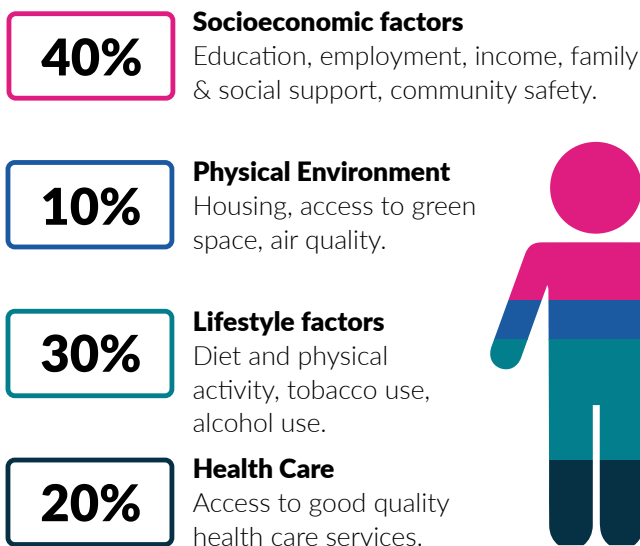 40%
Socioeconomic factors
Education, employment, income, family
& social support, community safety.
10%
Physical Environment
Housing, access to green
space, air quality.
30%
Lifestyle factors
Diet and physical
activity, tobacco use,
alcohol use.
20%
Health Care
Access to good quality
health care services.